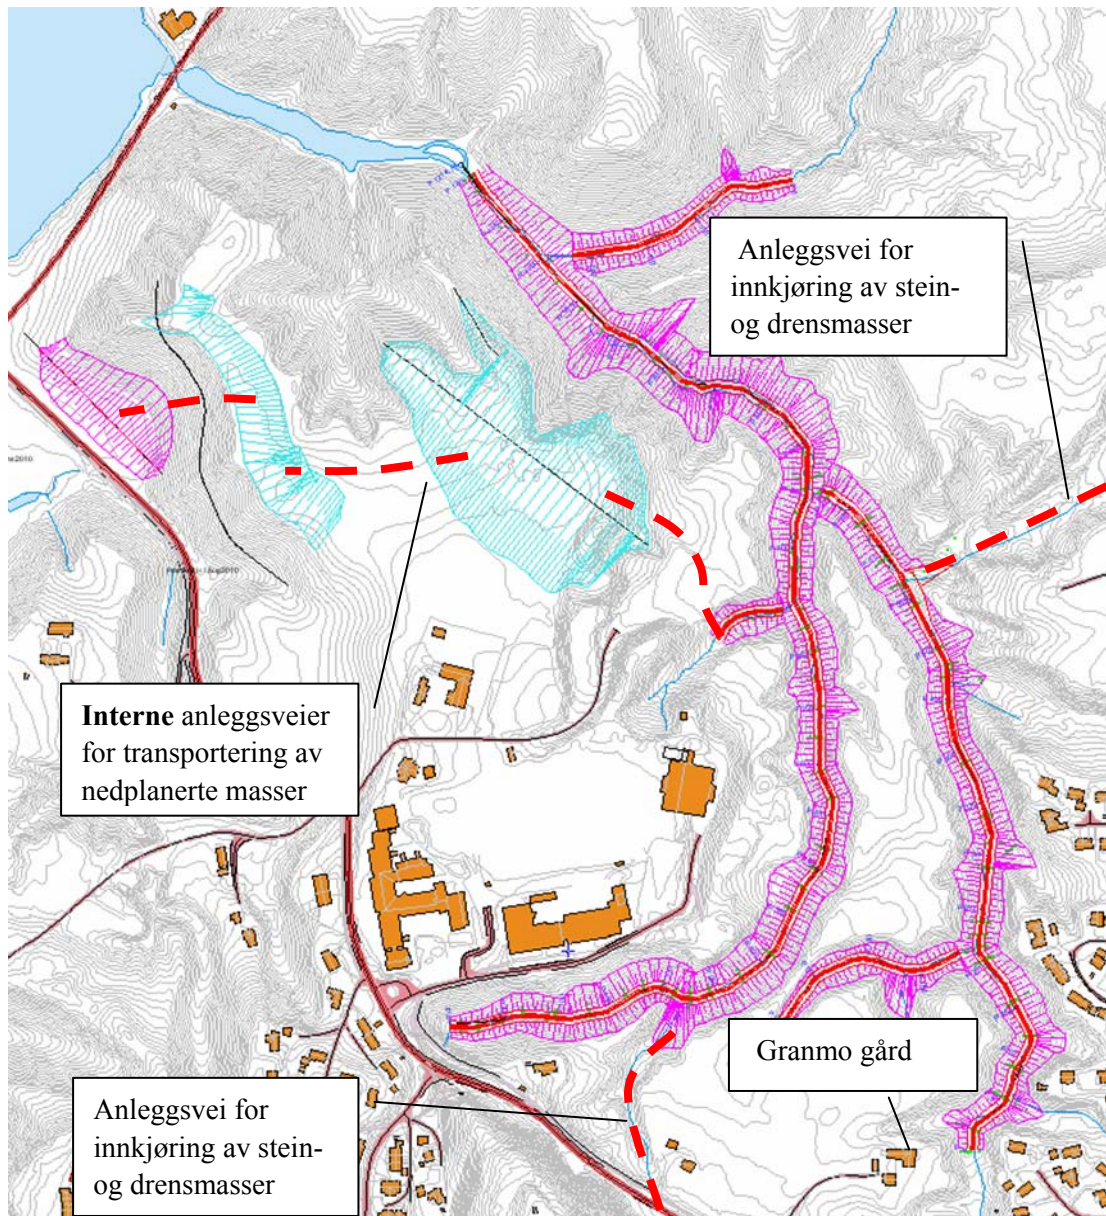 Anleggsvei for
innkjøring av stein-
og drensmasser
Interne anleggsveier
for transportering av
nedplanerte masser
Granmo gård
Anleggsvei for
innkjøring av stein-
og drensmasser